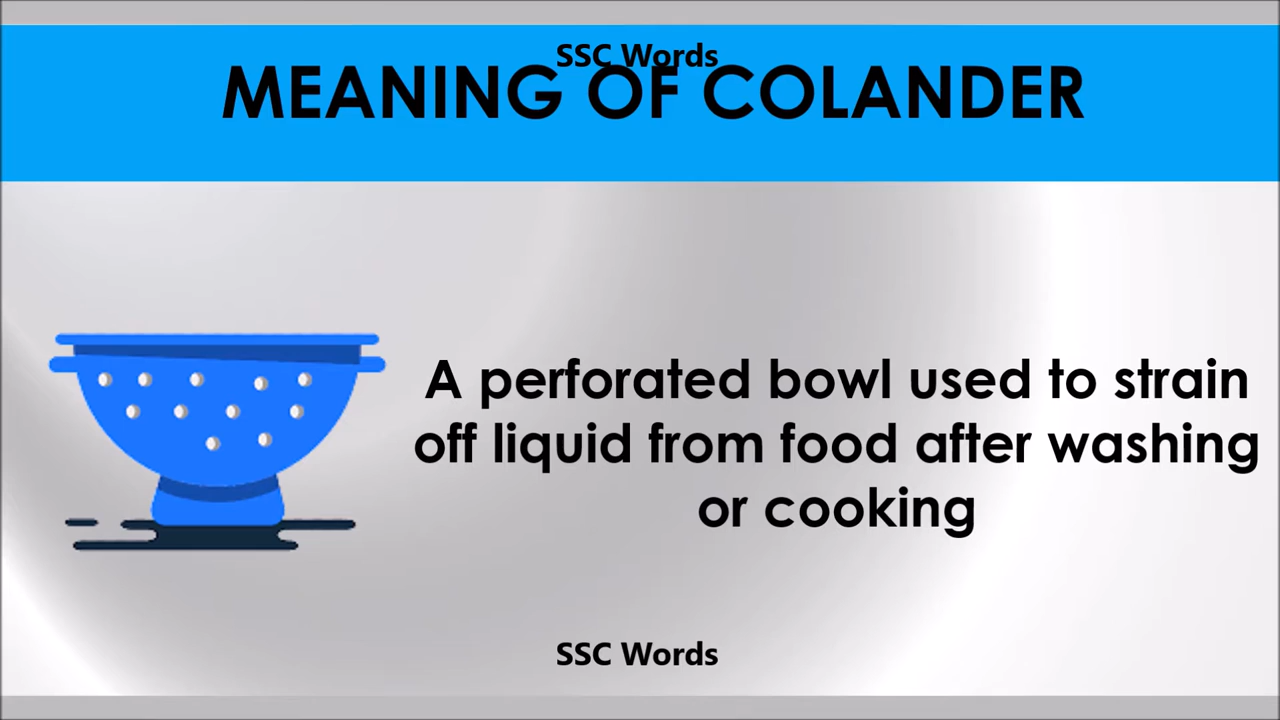 SSC Words
MEANING OF COLANDER
A perforated bowl used to strain
off liquid from food after washing
or cooking
SSC Words